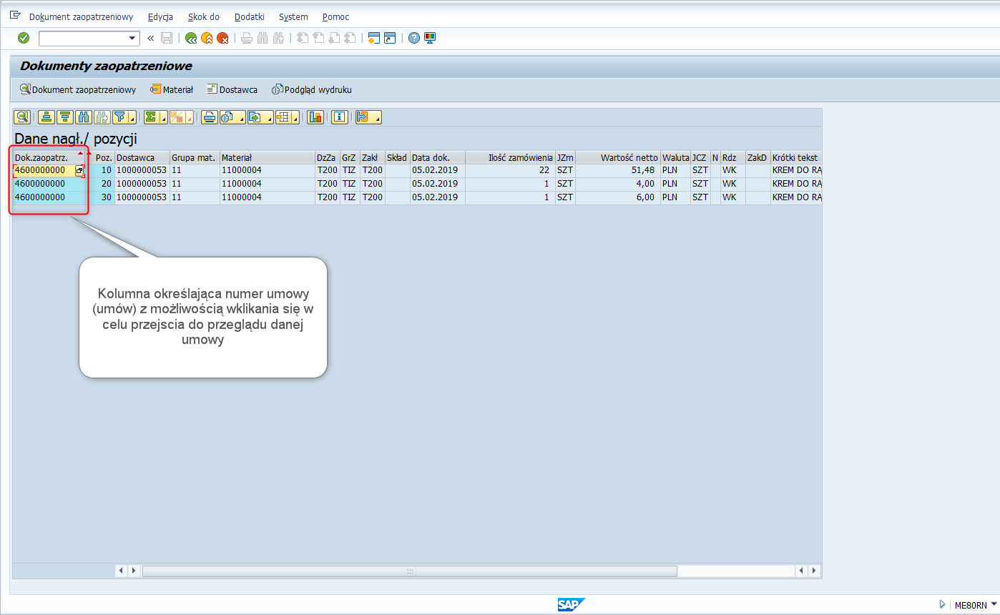 Dokument zaopatrzeniowy Edycja Skok do Dodatki System Pomoc
Dokumenty zaopatrzeniowe
Dokument zaopatrzeniowy Materiał Dostawca Podgląd wydruku
Dane nagł./ pozycji
Dok.zaopatrz. Poz. Dostawca Grupa mat. Materiał DzZa GrZ Zakł Skład Data dok. Ilość zamówienia JZm Wartość netto Waluta JCZ N Rdz ZakD Krótki tekst
4600000000 10 1000000053 11 11000004 T200 TIZ T200 05.02.2019 22 SZT 51,48 PLN SZT WK KREM DO RĄ
4600000000 20 1000000053 11 11000004 T200 TIZ T200 05.02.2019 1 SZT 4,00 PLN SZT WK KREM DO RĄ
4600000000 30 1000000053 11 11000004 T200 TIZ T200 05.02.2019 1 SZT 6,00 PLN SZT WK KREM DO RĄ
Kolumna określająca numer umowy
(umów) z możliwością wklikania się w
celu przejscia do przeglądu danej
umowy
SAP
ME80RN